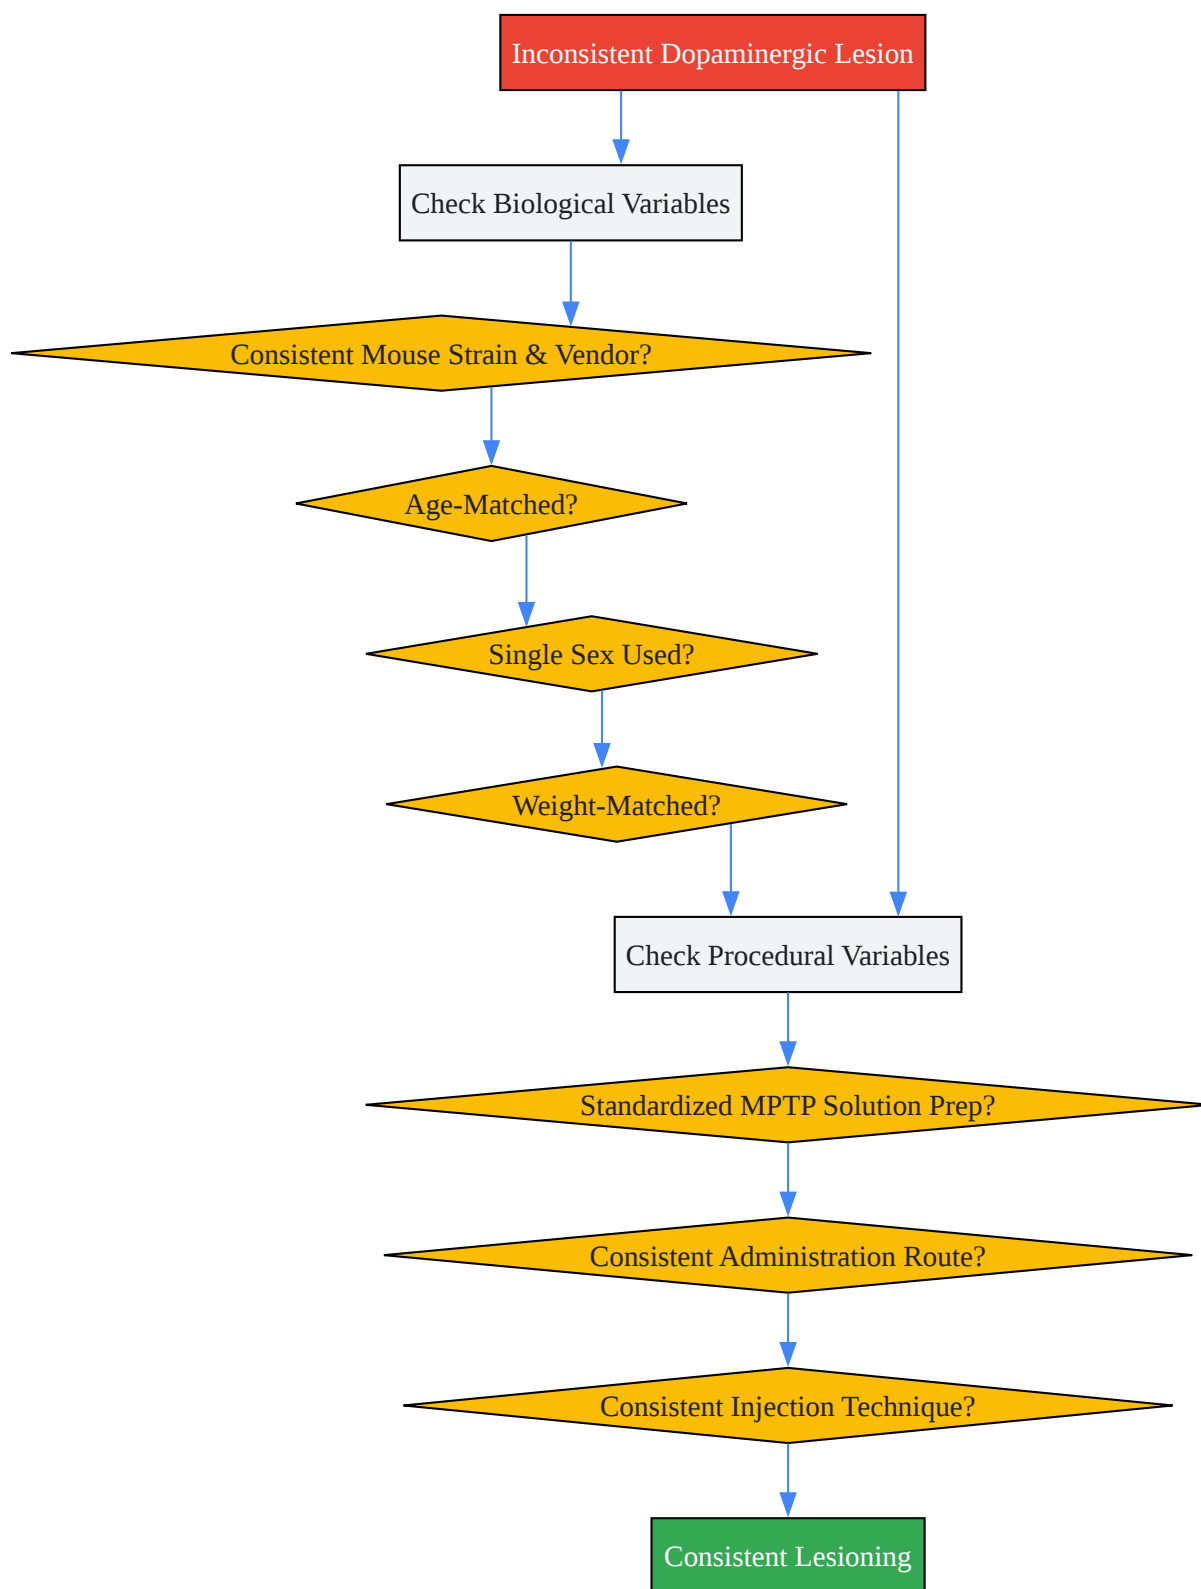 Inconsistent Dopaminergic Lesion
Check Biological Variables
Consistent Mouse Strain & Vendor?
Age-Matched?
Single Sex Used?
Weight-Matched?
Check Procedural Variables
Standardized MPTP Solution Prep?
Consistent Administration Route?
Consistent Injection Technique?
Consistent Lesioning